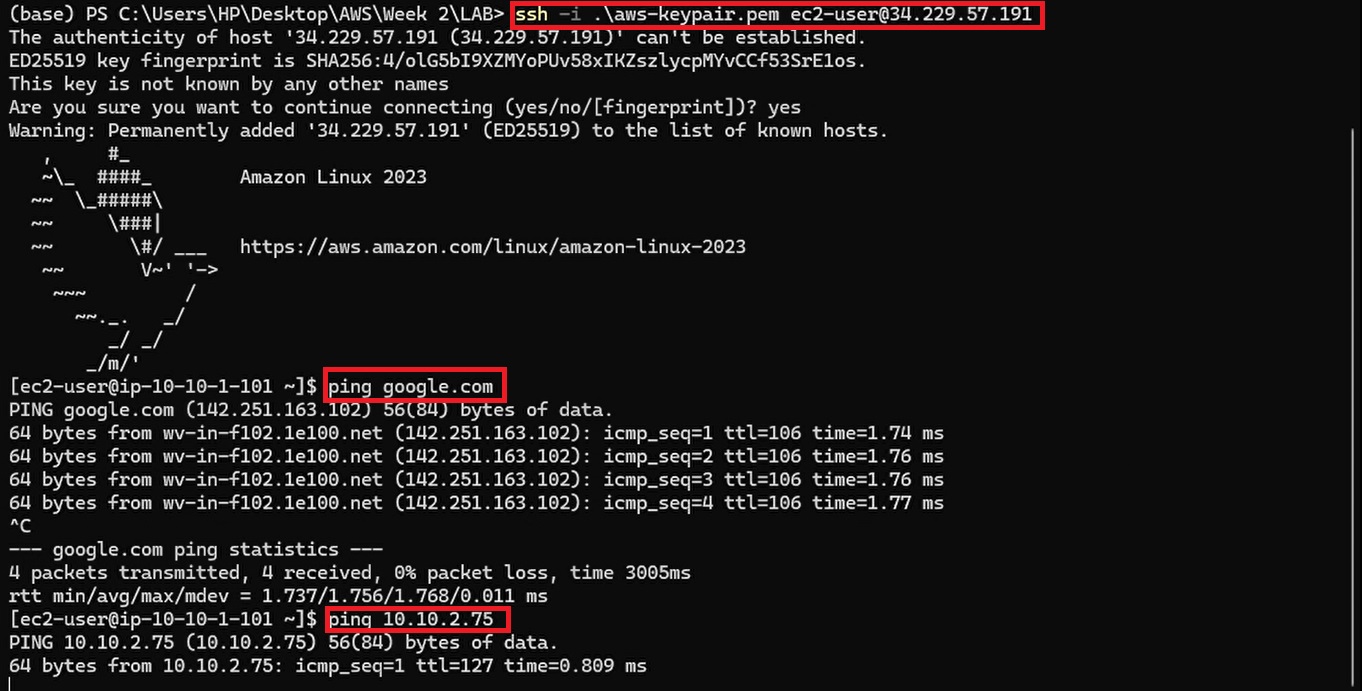 (base) PS C:\Users\HP\Desktop\AWS\Week 2\LAB> ssh -i .\aws-keypair.pem ec2-user@34.229.57.191
The authenticity of host '34.229.57.191 (34.229.57.191)' can't be established.
ED25519 key fingerprint is SHA256:4/olG5bI9XZMYoPUv58xIKZszlycpMYvCCf53SrE1os.
This key is not known by any other names
Are you sure you want to continue connecting (yes/no/[fingerprint])? yes
Warning: Permanently added '34.229.57.191' (ED25519) to the list of known hosts.
   ,     #_
   ~\_  ####_        Amazon Linux 2023
  ~~  \_#####\
  ~~     \###|
  ~~       \#/ ___   https://aws.amazon.com/linux/amazon-linux-2023
   ~~       V~' '->
    ~~~         /
      ~~._.   _/
         _/ _/
       _/m/'
[ec2-user@ip-10-10-1-101 ~]$ ping google.com
PING google.com (142.251.163.102) 56(84) bytes of data.
64 bytes from wv-in-f102.1e100.net (142.251.163.102): icmp_seq=1 ttl=106 time=1.74 ms
64 bytes from wv-in-f102.1e100.net (142.251.163.102): icmp_seq=2 ttl=106 time=1.76 ms
64 bytes from wv-in-f102.1e100.net (142.251.163.102): icmp_seq=3 ttl=106 time=1.76 ms
64 bytes from wv-in-f102.1e100.net (142.251.163.102): icmp_seq=4 ttl=106 time=1.77 ms
^C
--- google.com ping statistics ---
4 packets transmitted, 4 received, 0% packet loss, time 3005ms
rtt min/avg/max/mdev = 1.737/1.756/1.768/0.011 ms
[ec2-user@ip-10-10-1-101 ~]$ ping 10.10.2.75
PING 10.10.2.75 (10.10.2.75) 56(84) bytes of data.
64 bytes from 10.10.2.75: icmp_seq=1 ttl=127 time=0.809 ms